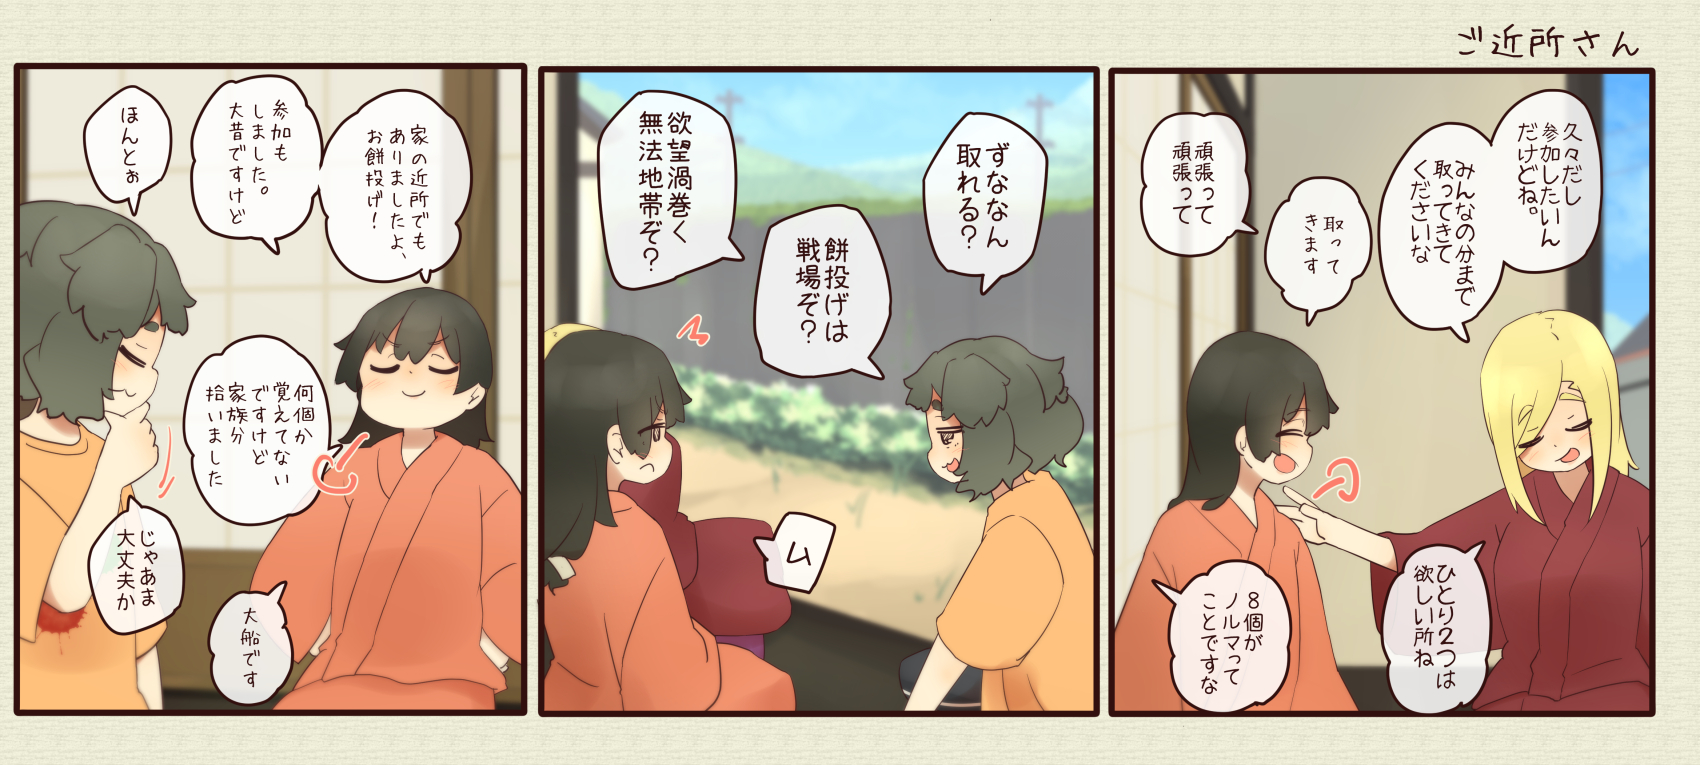 ご近所さん
久々だし
参加したいん
だけどね。
みんなの分まで
取ってきて
くださいな
取って
きます
頑張って
頑張って
ひとり２つは
欲しい所ね
８個が
ノルマって
ことですな
ずななん
取れる？
餅投げは
戦場ぞ？
欲望渦巻く
無法地帯ぞ？
ム
家の近所でも
ありましたよ、
お餅投げ！
参加も
しました。
大昔ですけど
ほんとぉ
何個か
覚えてない
ですけど
家族分
拾いました
じゃあま
大丈夫か
大船です